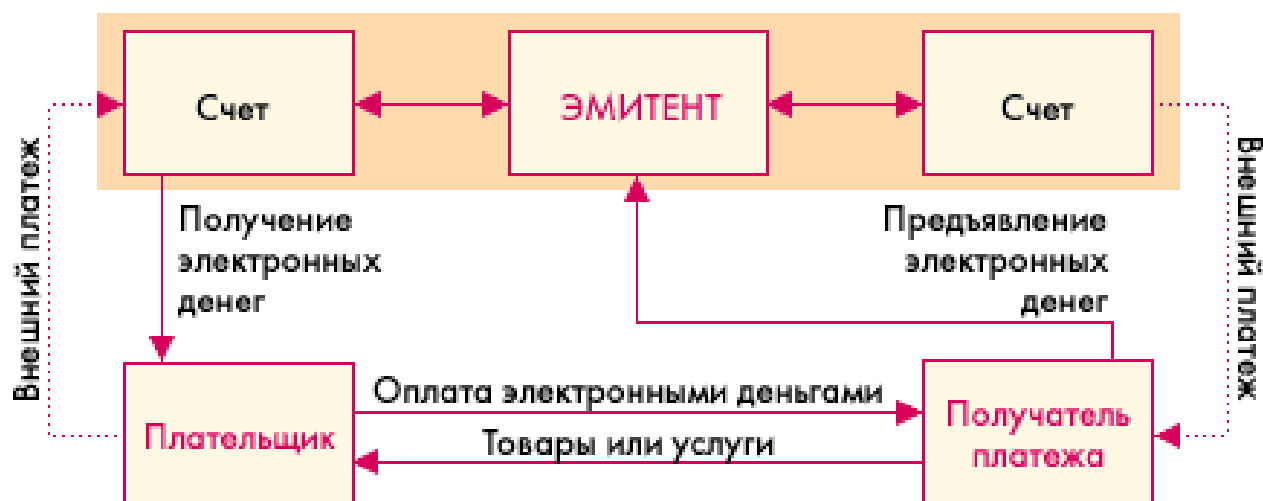 Счет
ЭМИТЕНТ
Счет
Внешний платеж
Получение
электронных
денег
Предъявление
электронных
денег
Внешний платеж
Плательщик
Оплата электронными деньгами
Товары или услуги
Получатель
платежа